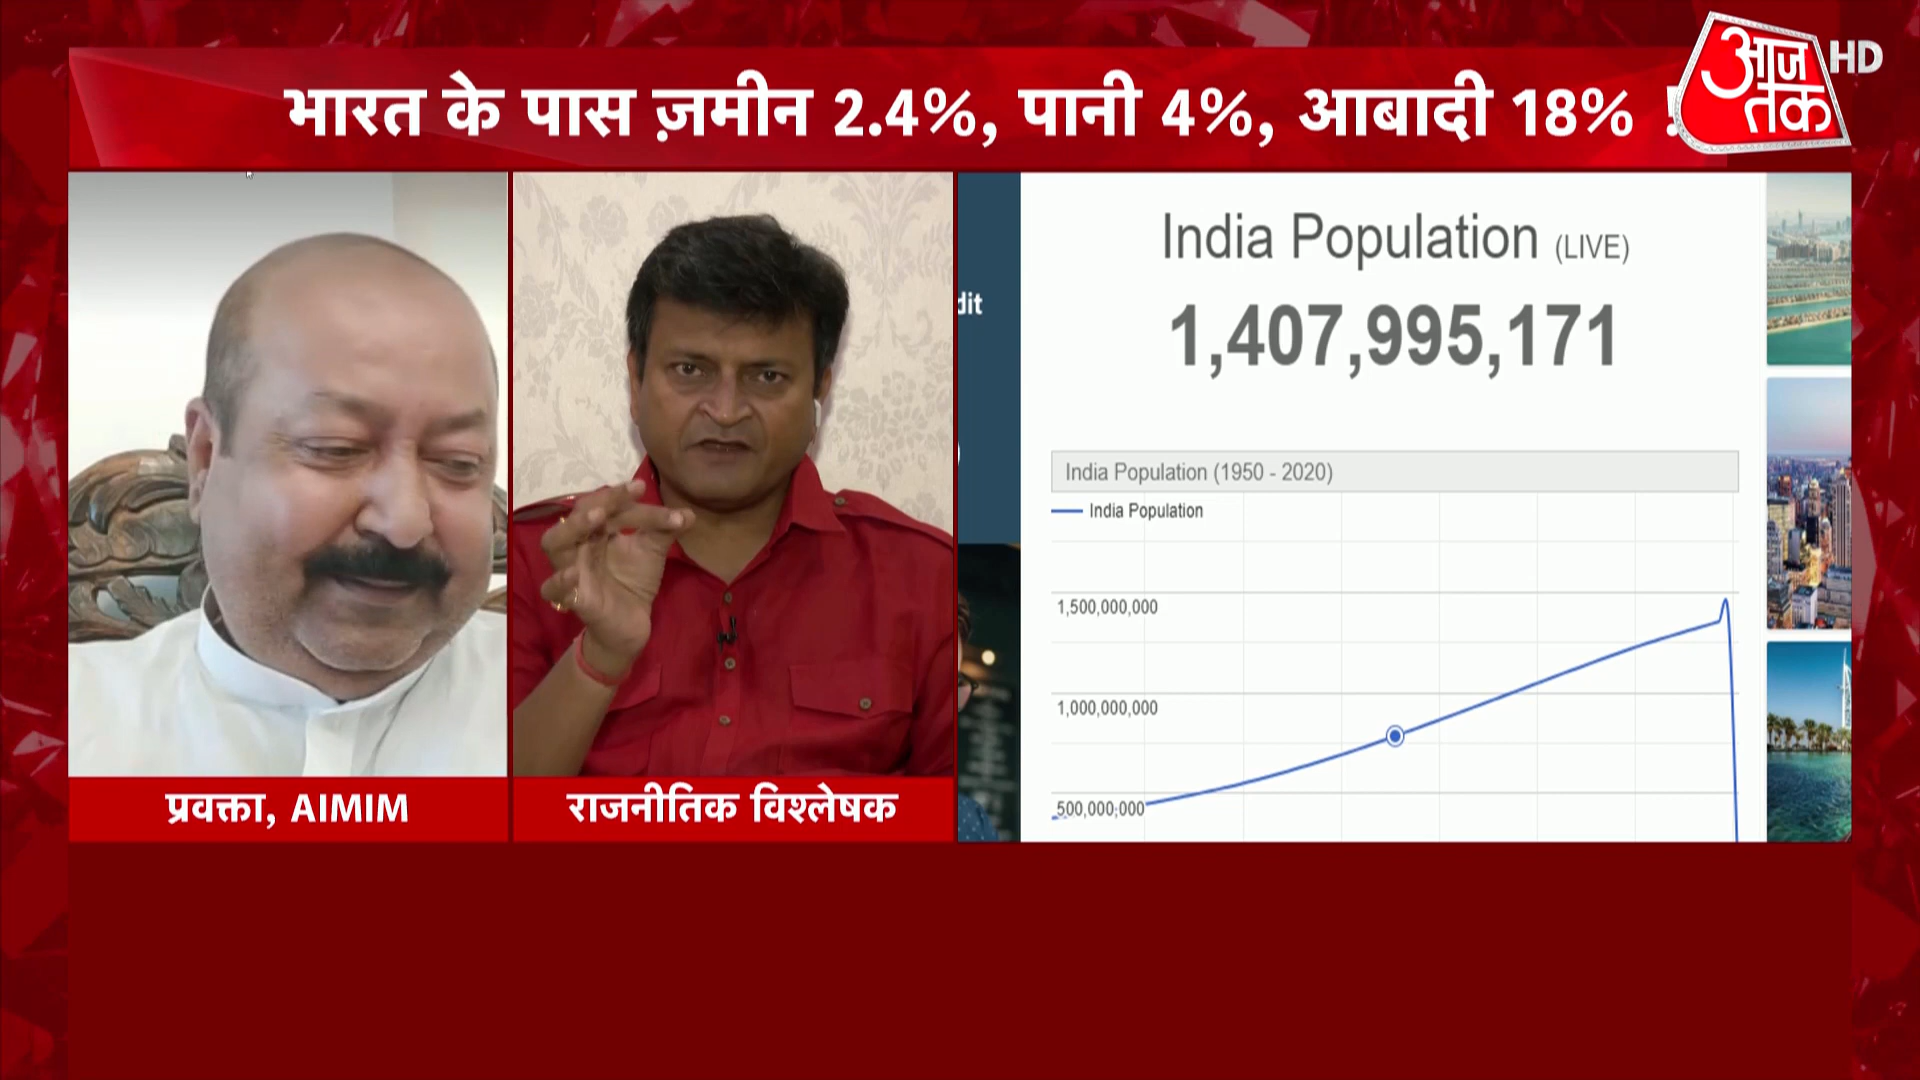 भारत के पास ज़मीन 2.4%, पानी 4%, आबादी 18% !
आज तक HD
dit
India Population (LIVE)
1,407,995,171
India Population (1950 - 2020)
India Population
1,500,000,000
1,000,000,000
500,000,000
प्रवक्ता, AIMIM
राजनीतिक विश्लेषक